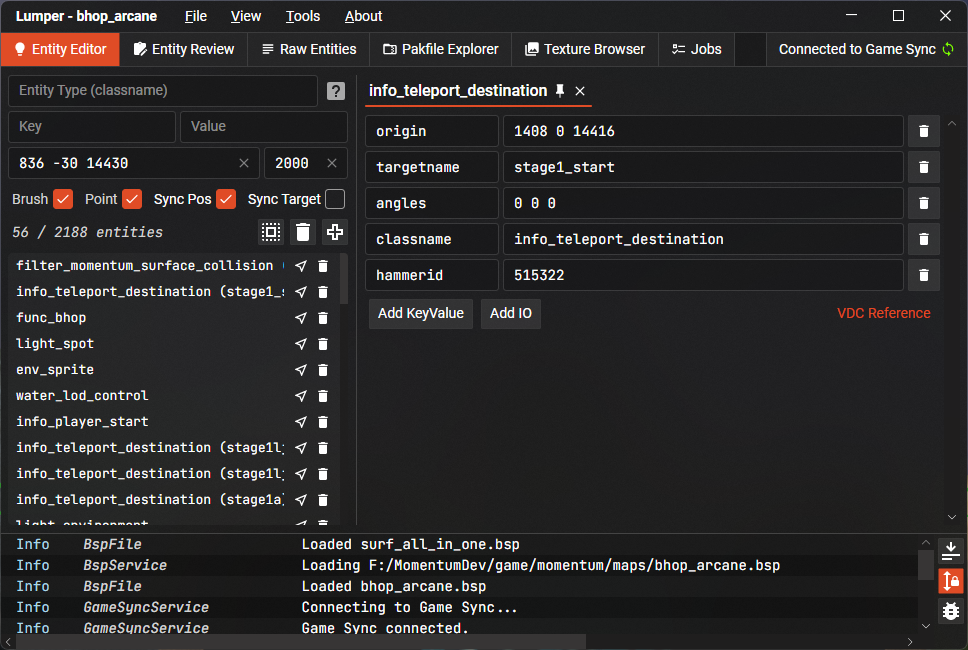 Lumper - bhop_arcane File View Tools About
Entity Editor Entity Review Raw Entities Pakfile Explorer Texture Browser Jobs Connected to Game Sync
Entity Type (classname) ?
Key Value
836 -30 14430 2000
Brush Point Sync Pos Sync Target
56 / 2188 entities
filter_momentum_surface_collision
info_teleport_destination (stage1_s
func_bhop
light_spot
env_sprite
water_lod_control
info_player_start
info_teleport_destination (stage1lj
info_teleport_destination (stage1lj
info_teleport_destination (stage1a)
light_environment
info_teleport_destination
origin 1408 0 14416
targetname stage1_start
angles 0 0 0
classname info_teleport_destination
hammerid 515322
Add KeyValue Add IO VDC Reference
Info BspFile Loaded surf_all_in_one.bsp
Info BspService Loading F:/MomentumDev/game/momentum/maps/bhop_arcane.bsp
Info BspFile Loaded bhop_arcane.bsp
Info GameSyncService Connecting to Game Sync...
Info GameSyncService Game Sync connected.